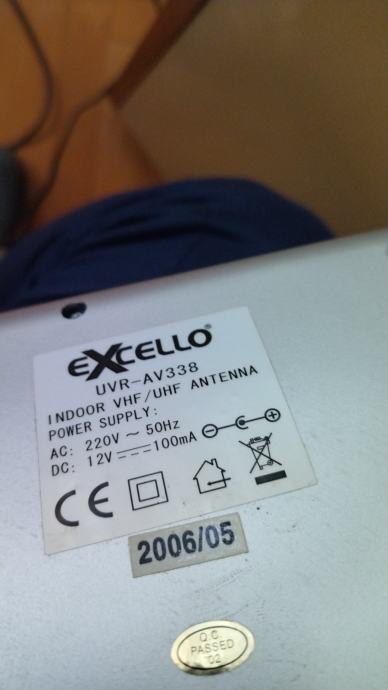 EXCELLO®
UVR-AV338
INDOOR VHF/UHF ANTENNA
POWER SUPPLY:
AC: 220V ~ 50Hz
DC: 12V ⎓ 100mA
CE
2006/05
Q.C.
PASSED
02